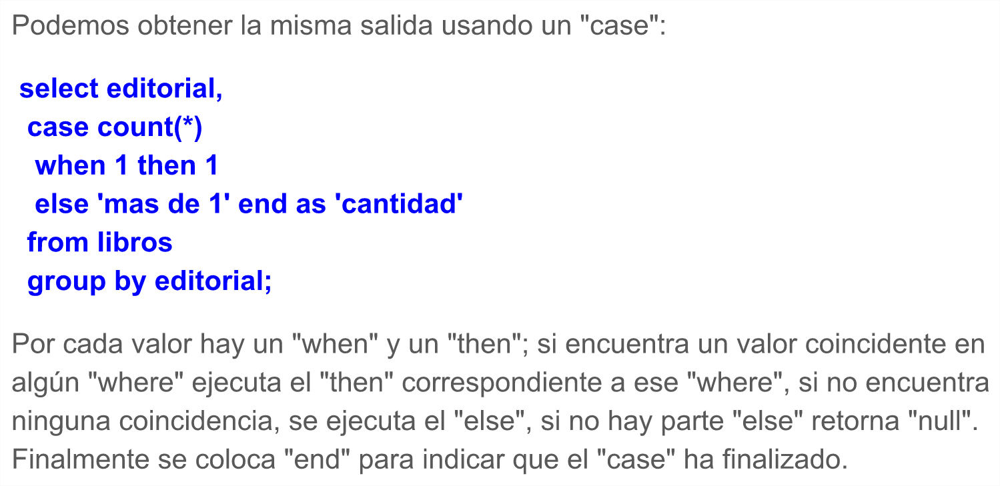 Podemos obtener la misma salida usando un "case":
select editorial,
case count(*)
when 1 then 1
else 'mas de 1' end as 'cantidad'
from libros
group by editorial;
Por cada valor hay un "when" y un "then"; si encuentra un valor coincidente en
algún "where" ejecuta el "then" correspondiente a ese "where", si no encuentra
ninguna coincidencia, se ejecuta el "else", si no hay parte "else" retorna "null".
Finalmente se coloca "end" para indicar que el "case" ha finalizado.